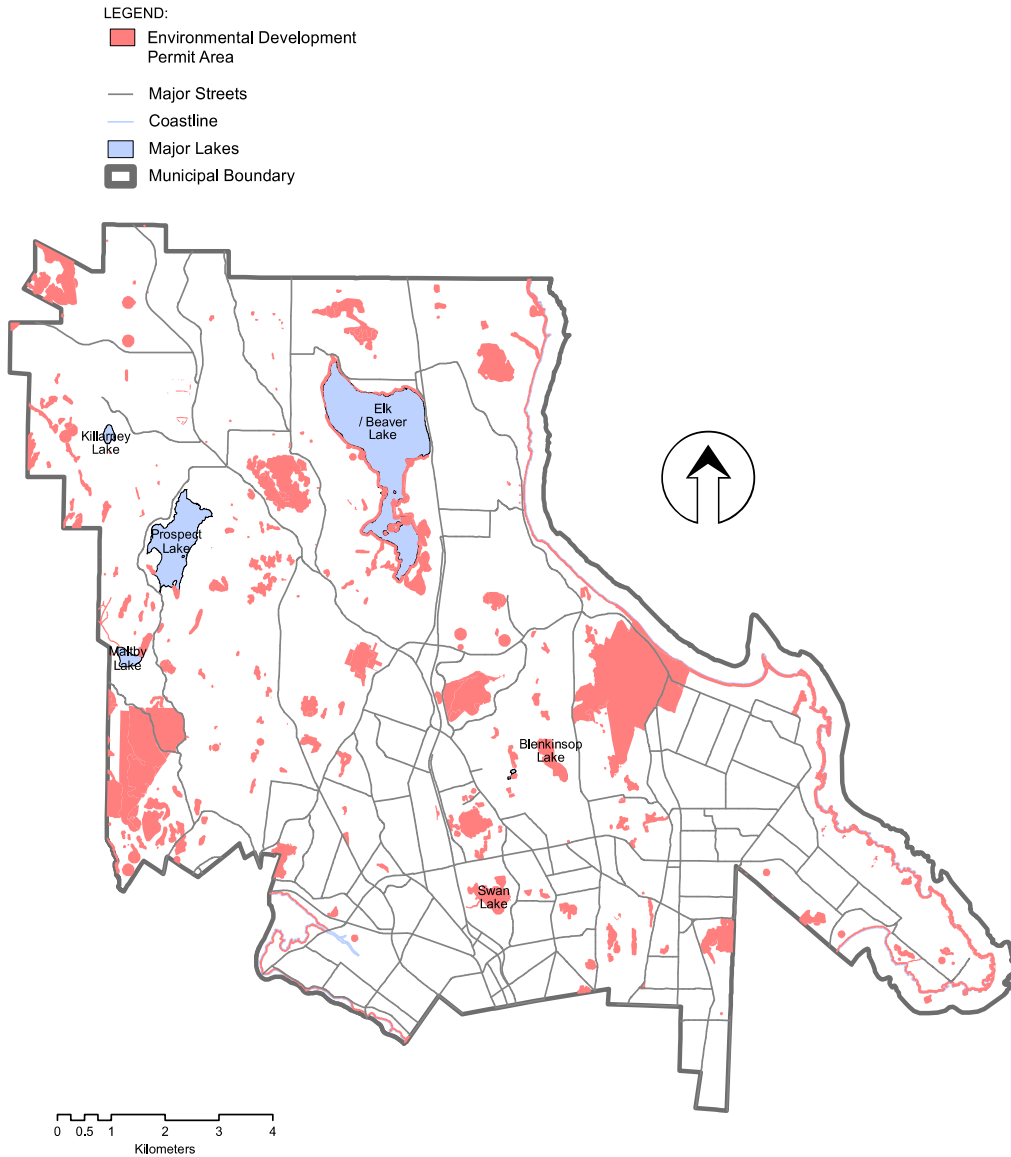 LEGEND:
Environmental Development
Permit Area
Major Streets
Coastline
Major Lakes
Municipal Boundary
Elk
/ Beaver
Lake
Killarney
Lake
Prospect
Lake
Maltby
Lake
Blenkinsop
Lake
Swan
Lake
0 0.5 1 2 3 4
Kilometers